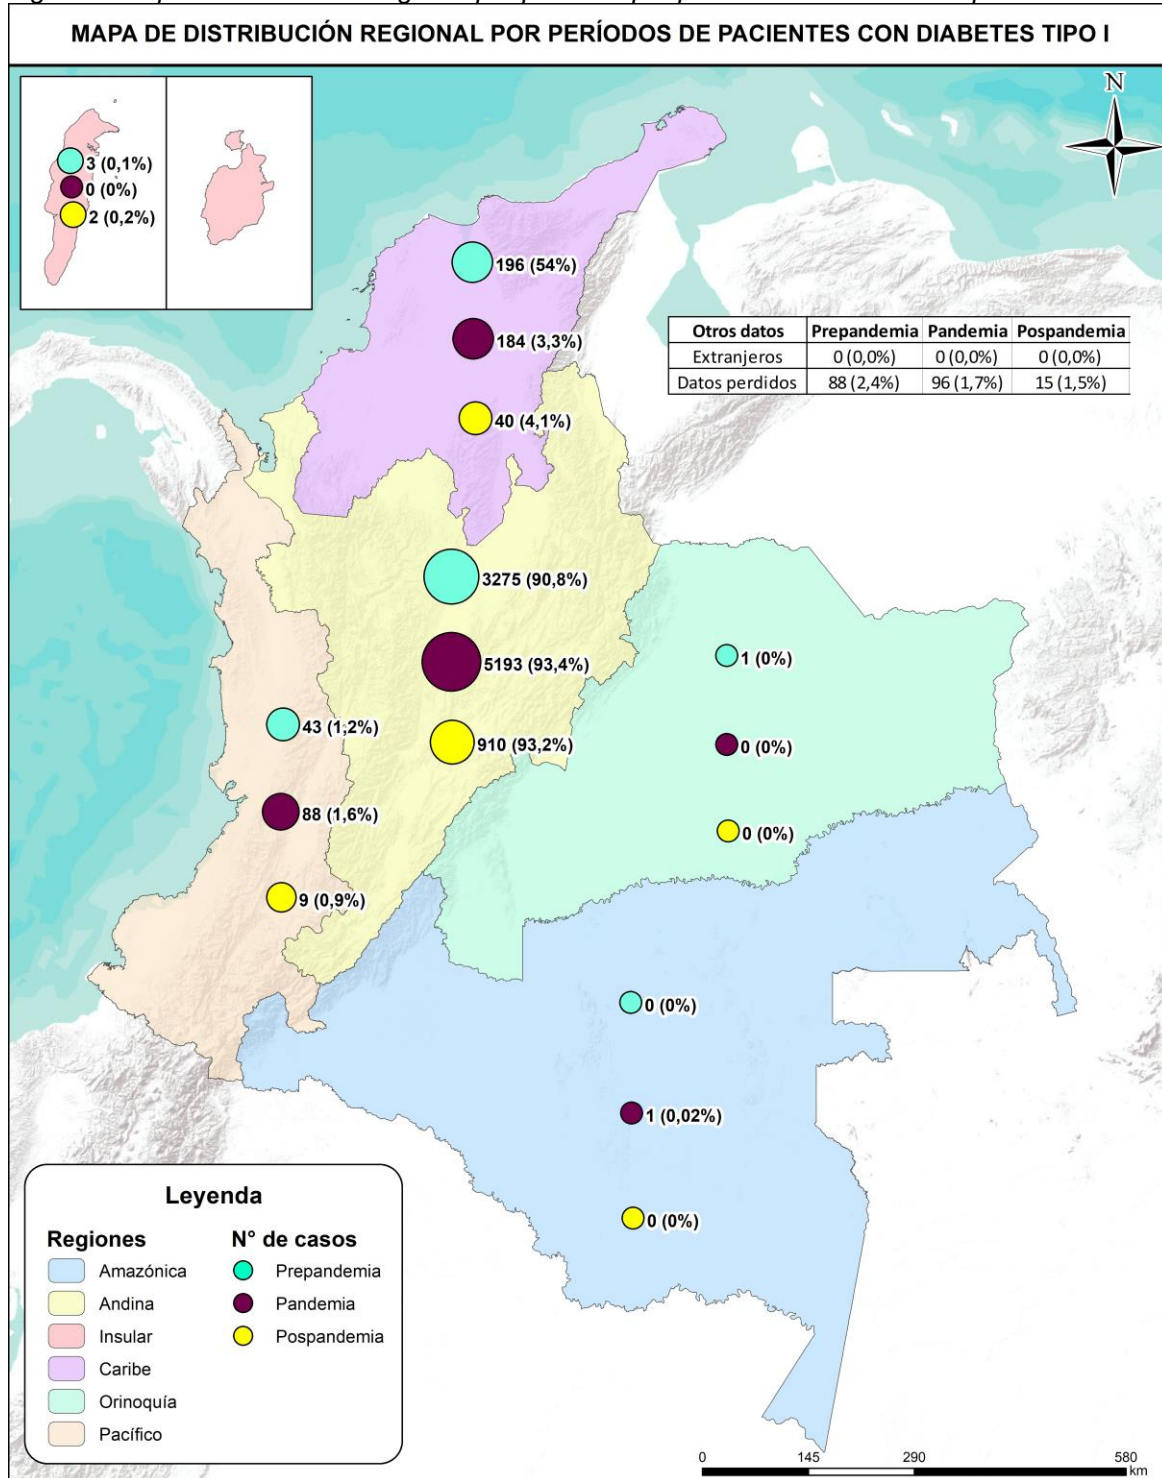 MAPA DE DISTRIBUCIÓN REGIONAL POR PERÍODOS DE PACIENTES CON DIABETES TIPO I
N
3 (0,1%)
0 (0%)
2 (0,2%)
196 (54%)
184 (3,3%)
40 (4,1%)
Otros datos Prepandemia Pandemia Pospandemia
Extranjeros 0 (0,0%) 0 (0,0%) 0 (0,0%)
Datos perdidos 88 (2,4%) 96 (1,7%) 15 (1,5%)
3275 (90,8%)
5193 (93,4%)
910 (93,2%)
43 (1,2%)
88 (1,6%)
9 (0,9%)
1 (0%)
0 (0%)
0 (0%)
0 (0%)
1 (0,02%)
0 (0%)
Leyenda
Regiones
Amazónica
Andina
Insular
Caribe
Orinoquía
Pacífico
N° de casos
Prepandemia
Pandemia
Pospandemia
0 145 290 580
km